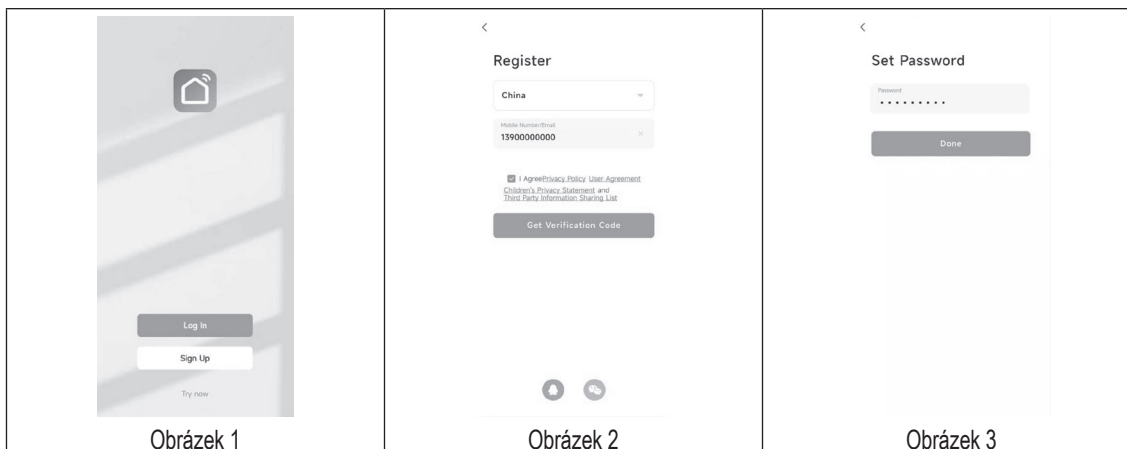 Log In
Sign Up
Try now
Obrázek 1
<
Register
China
Mobile Number/Email
13900000000
I AgreePrivacy Policy User Agreement
Children's Privacy Statement and
Third Party Information Sharing List
Get Verification Code
Obrázek 2
<
Set Password
Password
•••••••••
Done
Obrázek 3